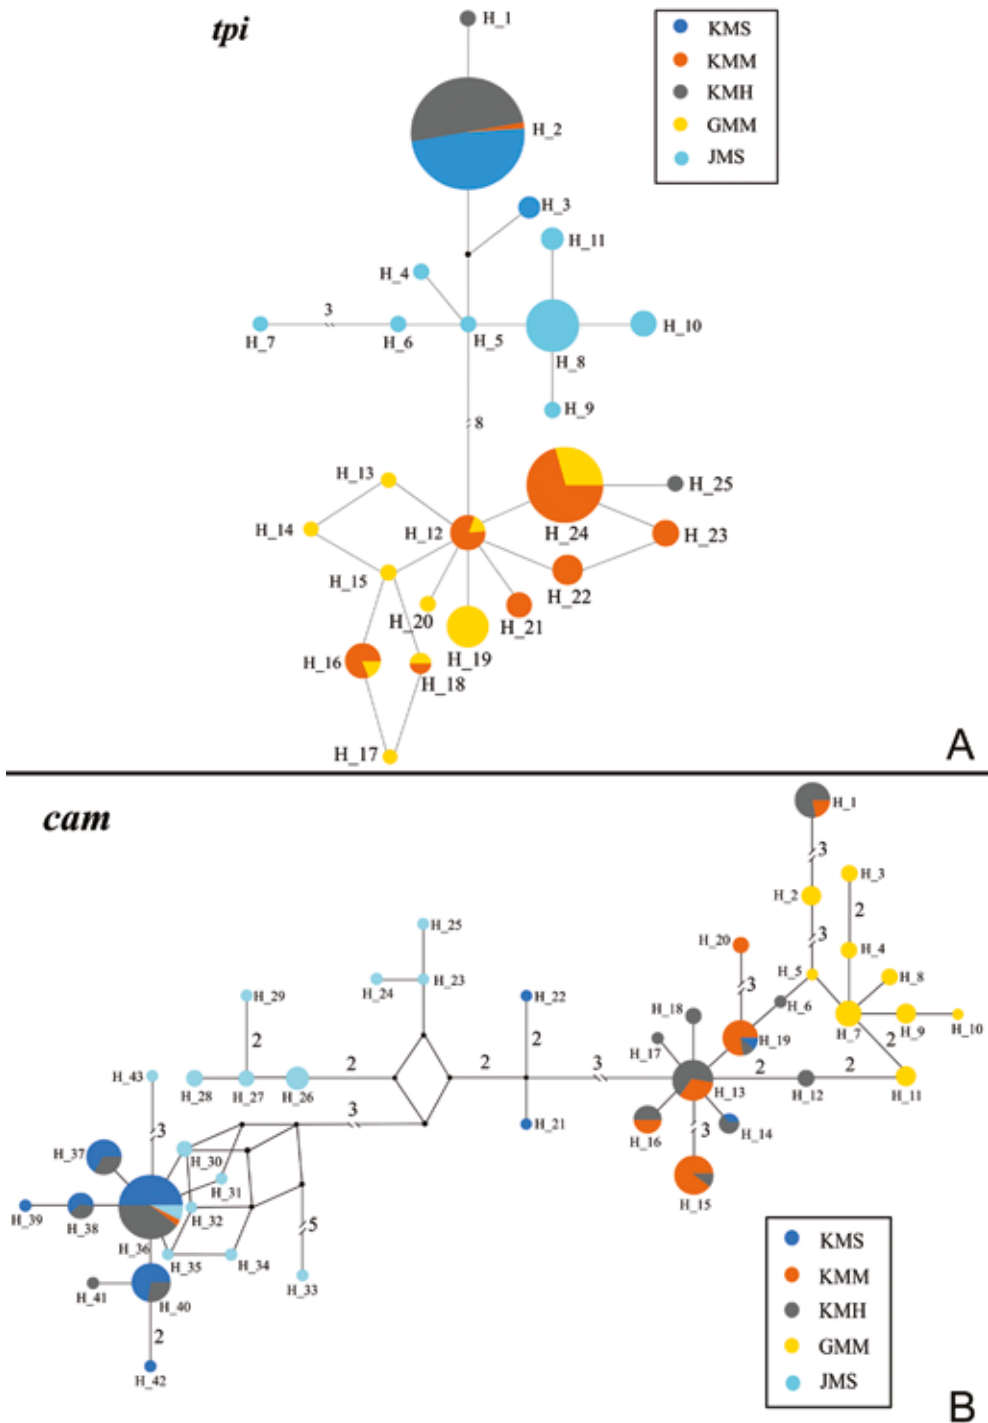 tpi
H_1
KMS
KMM
KMH
GMM
JMS
H_2
H_3
H_11
H_4
3
H_7
H_6
H_5
H_8
H_10
H_9
8
H_13
H_14
H_12
H_24
H_25
H_23
H_15
H_22
H_20
H_21
H_19
H_16
H_18
H_17
A
cam
H_1
3
H_2
H_3
2
3
H_4
H_25
H_20
H_5
H_8
H_24
H_23
3
H_6
H_29
H_22
H_18
H_19
H_7
H_9
H_10
2
2
H_17
2
H_43
H_28
H_27
H_26
2
2
3
H_13
2
H_12
2
H_11
3
H_21
H_16
3
H_14
3
H_37
H_30
H_31
H_15
H_39
H_38
H_32
H_36
5
H_35
H_34
H_33
H_41
H_40
2
H_42
KMS
KMM
KMH
GMM
JMS
B